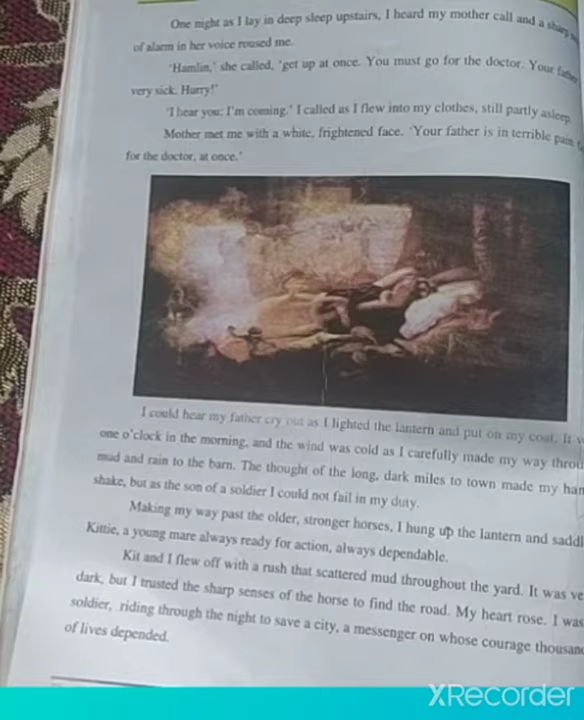 One night as I lay in deep sleep upstairs, I heard my mother call and a sharp
of alarm in her voice roused me.
'Hamlin,' she called, 'get up at once. You must go for the doctor. Your father
very sick. Hurry!'
'I hear you; I'm coming.' I called as I flew into my clothes, still partly asleep.
Mother met me with a white, frightened face. 'Your father is in terrible pain
for the doctor, at once.'
I could hear my father cry out as I lighted the lantern and put on my coat. It
one o'clock in the morning, and the wind was cold as I carefully made my way
mud and rain to the barn. The thought of the long, dark miles to town made my
shake, but as the son of a soldier I could not fail in my duty.
Making my way past the older, stronger horses, I hung up the lantern and
Kittie, a young mare always ready for action, always dependable.
Kit and I flew off with a rush that scattered mud throughout the yard. It was
dark, but I trusted the sharp senses of the horse to find the road. My heart rose. I was
soldier, riding through the night to save a city, a messenger on whose courage
of lives depended.
XRecorder